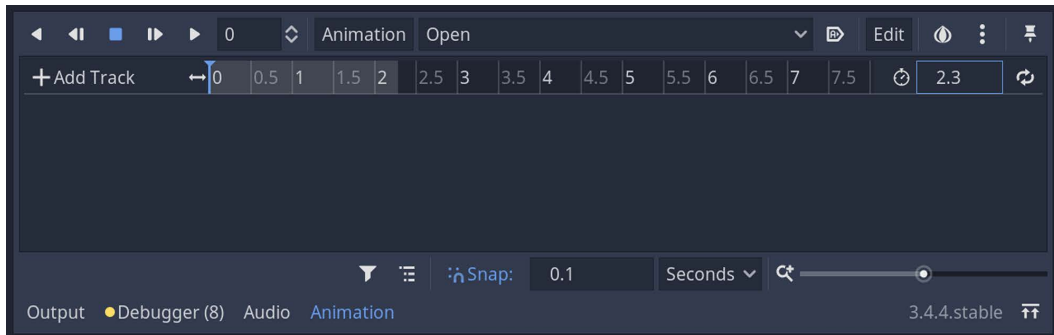 0 Animation Open Edit
Add Track 0 0.5 1 1.5 2 2.5 3 3.5 4 4.5 5 5.5 6 6.5 7 7.5 2.3
Snap: 0.1 Seconds
Output Debugger (8) Audio Animation 3.4.4.stable